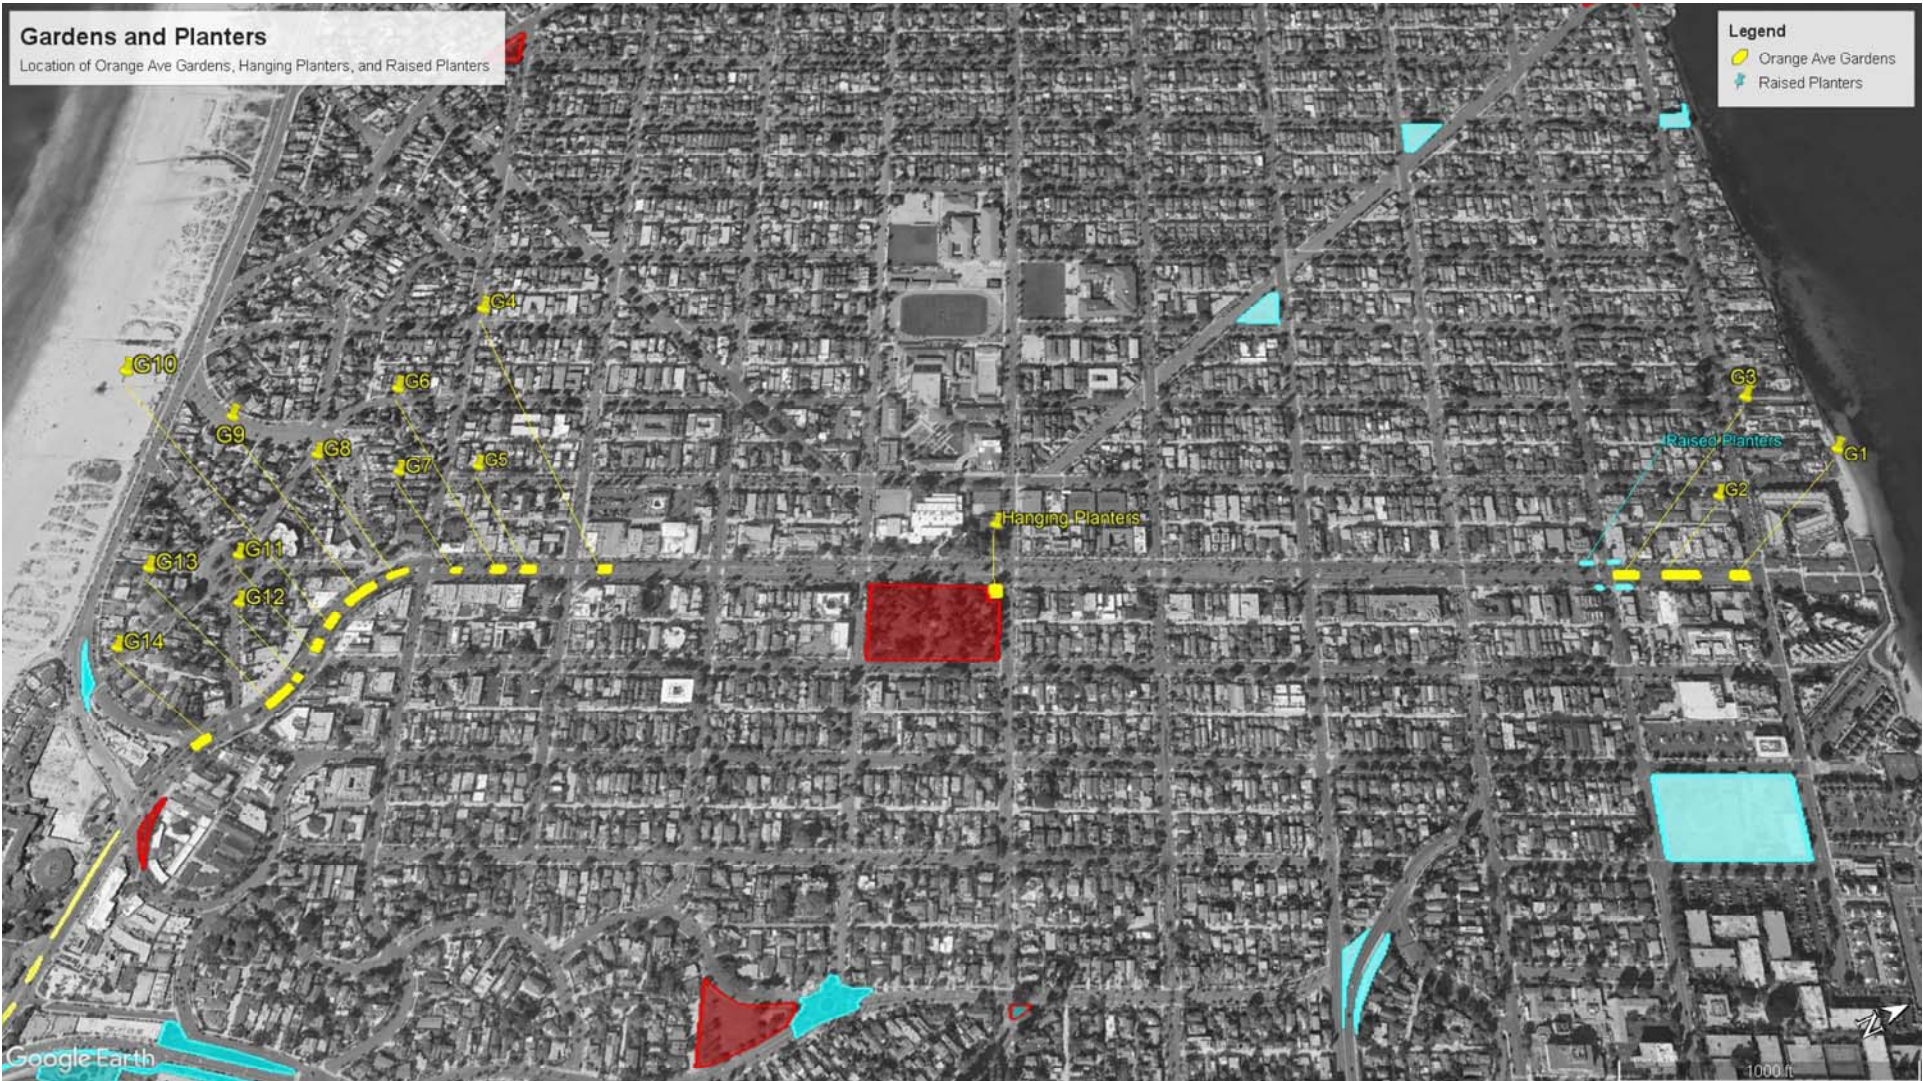 Gardens and Planters
Location of Orange Ave Gardens, Hanging Planters, and Raised Planters
Legend
Orange Ave Gardens
Raised Planters
G4
G10
G6
G3
G9
G8
G7
G5
Raised Planters
G1
G2
Hanging Planters
G13
G11
G12
G14
Google Earth
N
1000 ft